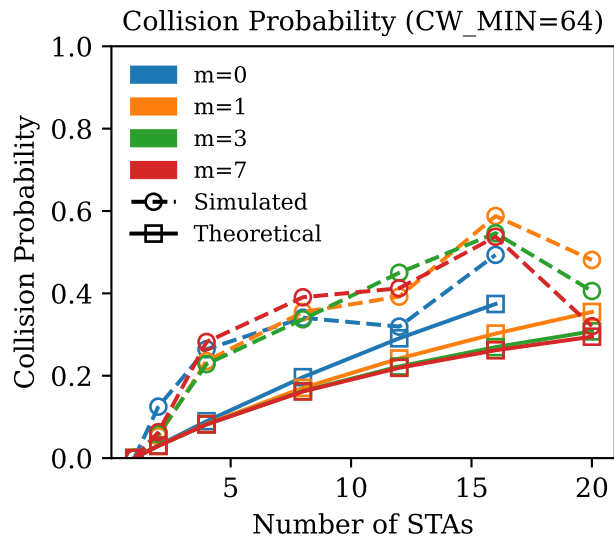 Collision Probability (CW_MIN=64)
Collision Probability
1.0
0.8
0.6
0.4
0.2
0.0
m=0
m=1
m=3
m=7
Simulated
Theoretical
5
10
15
20
Number of STAs